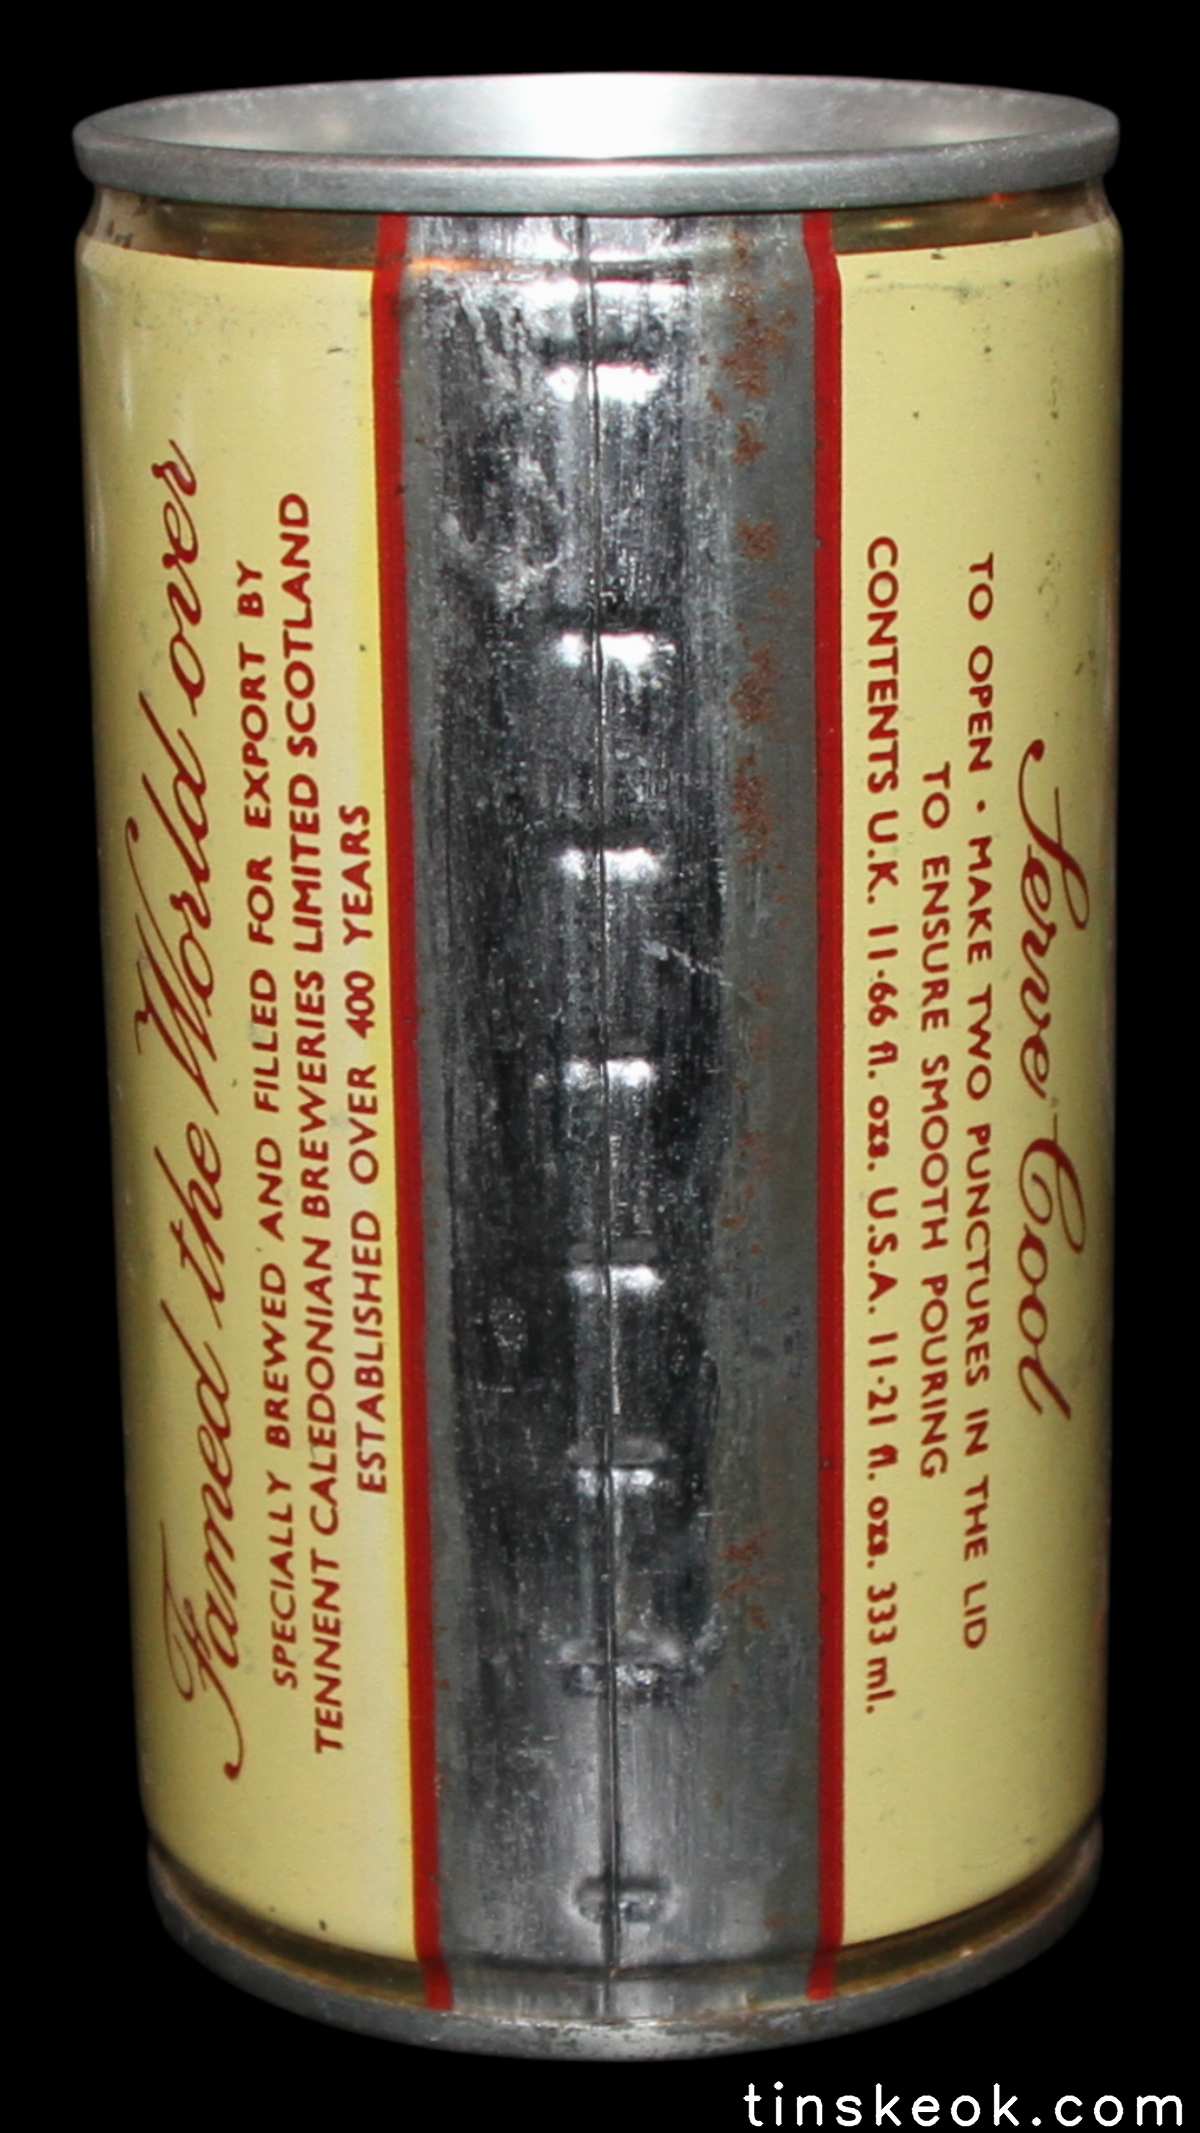 Famed the World over
SPECIALLY BREWED AND FILLED FOR EXPORT BY
TENNENT CALEDONIAN BREWERIES LIMITED SCOTLAND
ESTABLISHED OVER 400 YEARS
Serve Cool
TO OPEN · MAKE TWO PUNCTURES IN THE LID
TO ENSURE SMOOTH POURING
CONTENTS U.K. 11·66 fl. ozs. U.S.A. 11·21 fl. ozs. 333 ml.
tinskeok.com